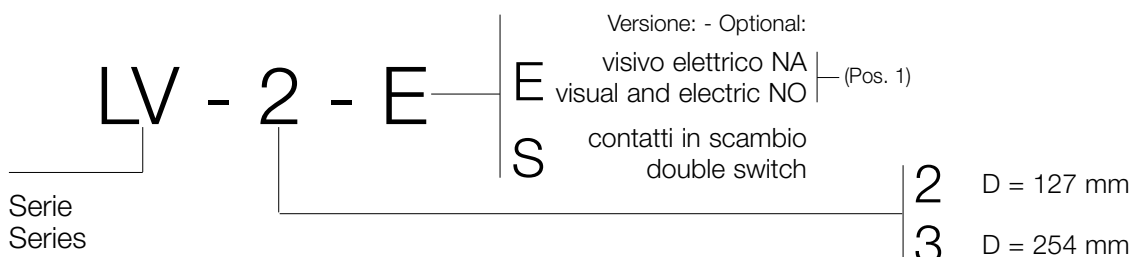 Versione: - Optional:
LV - 2 - E
E
visivo elettrico NA
visual and electric NO
(Pos. 1)
S
contatti in scambio
double switch
Serie
Series
2 D = 127 mm
3 D = 254 mm